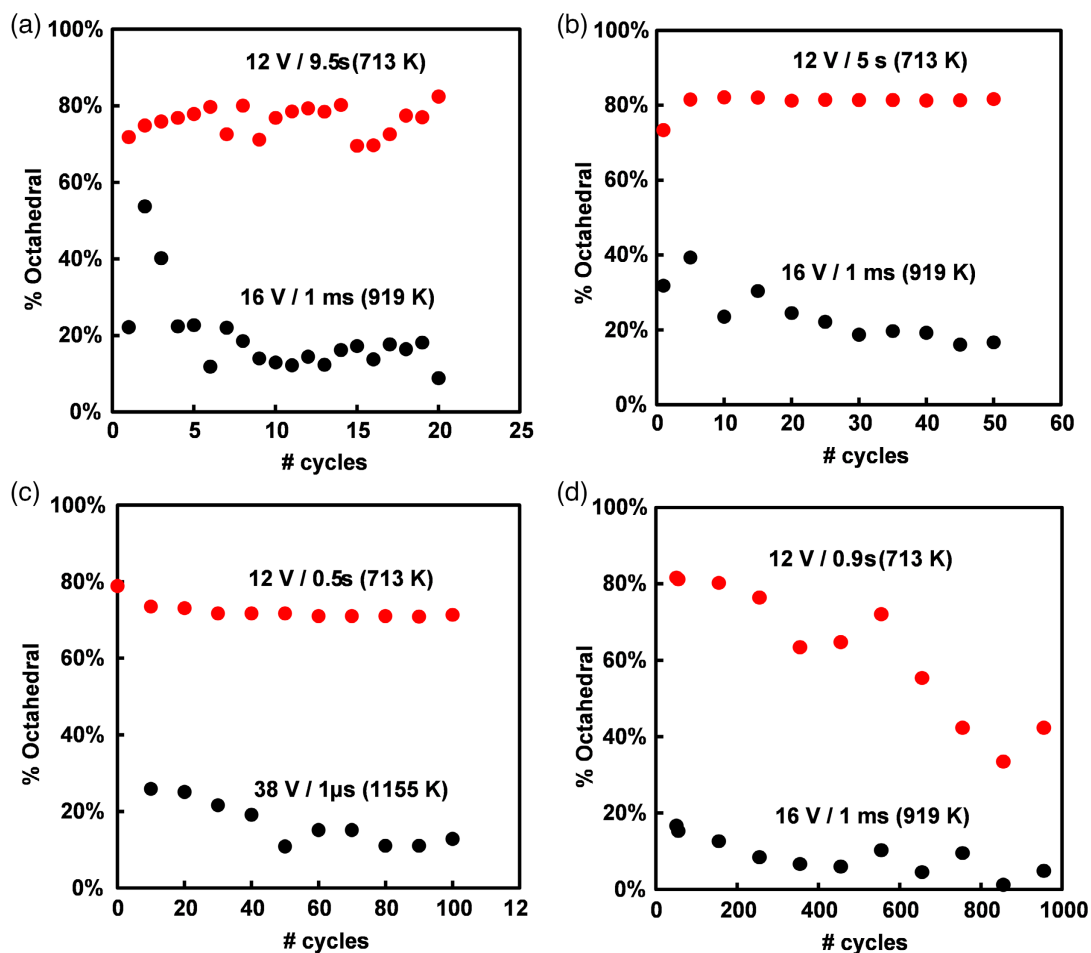 (a)
100%
80%
60%
40%
20%
0%
% Octahedral
12 V / 9.5s(713 K)
16 V / 1 ms (919 K)
0 5 10 15 20 25
# cycles
(b)
100%
80%
60%
40%
20%
0%
% Octahedral
12 V / 5 s (713 K)
16 V / 1 ms (919 K)
0 10 20 30 40 50 60
# cycles
(c)
100%
80%
60%
40%
20%
0%
% Octahedral
12 V / 0.5s (713 K)
38 V / 1µs (1155 K)
0 20 40 60 80 100 12
# cycles
(d)
100%
80%
60%
40%
20%
0%
% Octahedral
12 V / 0.9s(713 K)
16 V / 1 ms (919 K)
0 200 400 600 800 1000
# cycles